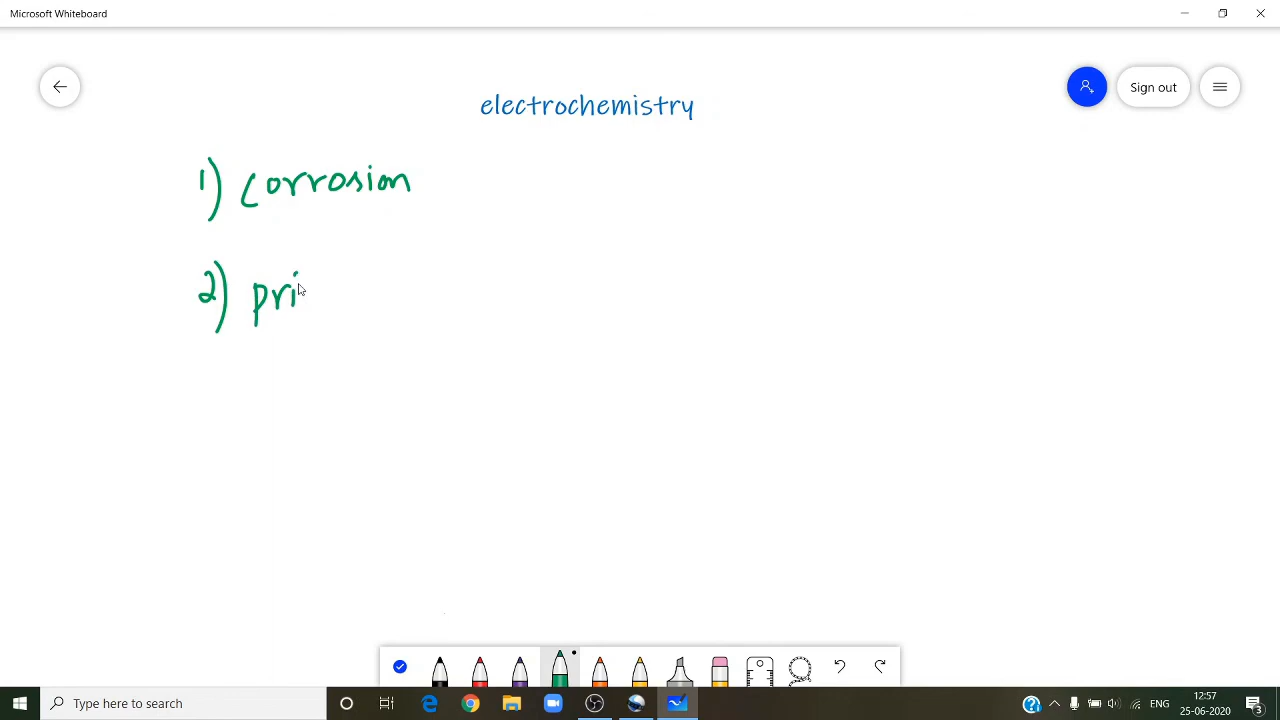 Microsoft Whiteboard
Sign out
electrochemistry
1) corrosion
2) pri
Type here to search
ENG
12:57
25-06-2020
3